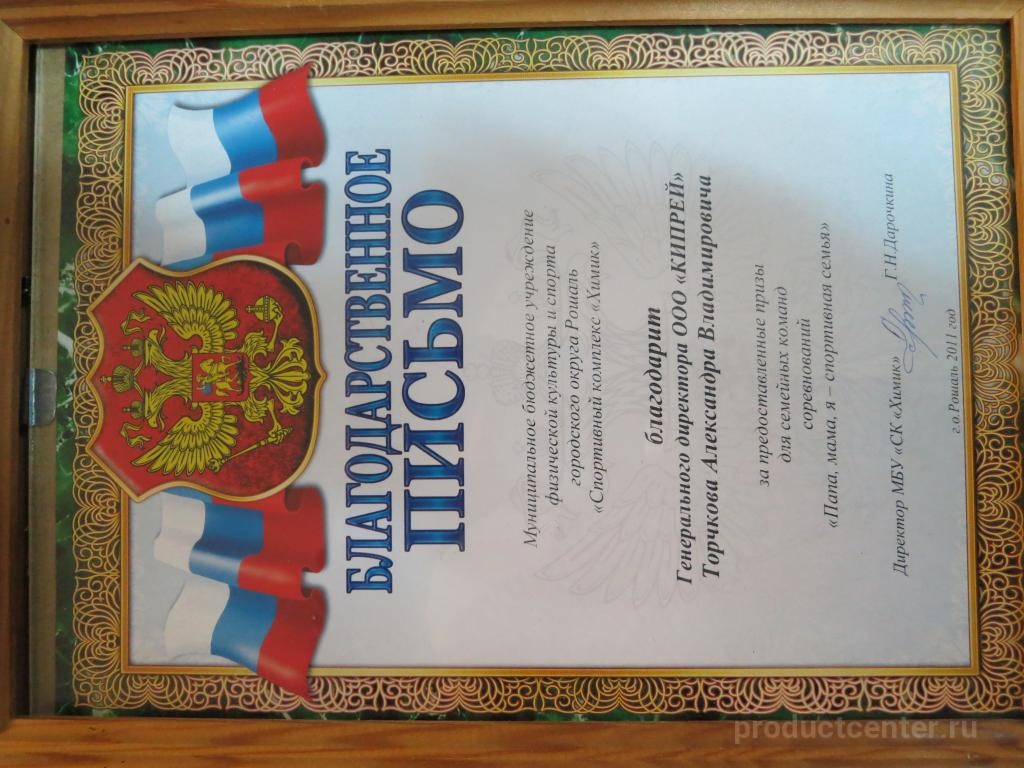 БЛАГОДАРСТВЕННОЕ
ПИСЬМО
Муниципальное бюджетное учреждение
физической культуры и спорта
городского округа Рошаль
«Спортивный комплекс «Химик»
благодарит
Генерального директора ООО «КИПРЕЙ»
Торчкова Александра Владимировича
за предоставленные призы
для семейных команд
соревнований
«Папа, мама, я – спортивная семья»
Директор МБУ «СК «Химик» Г.Н.Дарочкина
г.о.Рошаль 2011 год
productcenter.ru